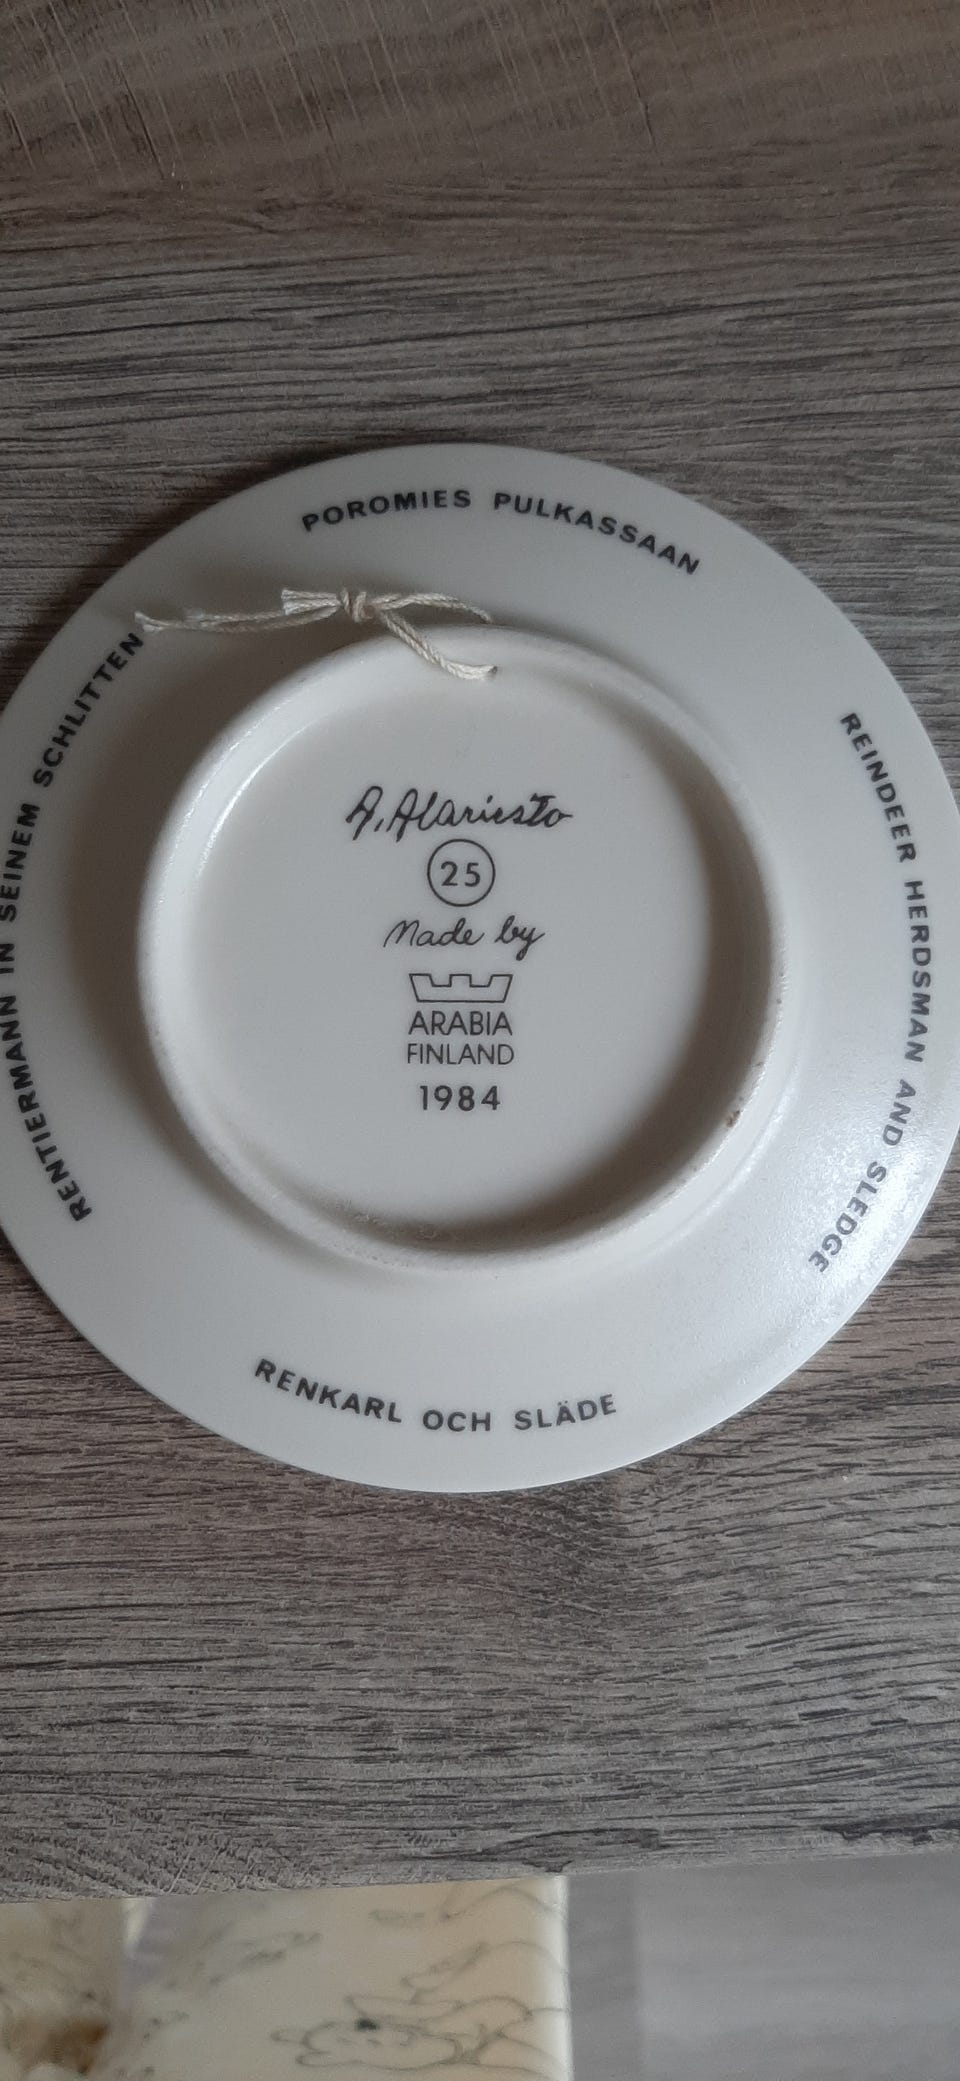 POROMIES PULKASSAAN
REINDEER HERDSMAN AND SLEDGE
RENKARL OCH SLÄDE
RENTIERMANN IN SEINEM SCHLITTEN
A. Alariesto
25
Made by
ARABIA
FINLAND
1984